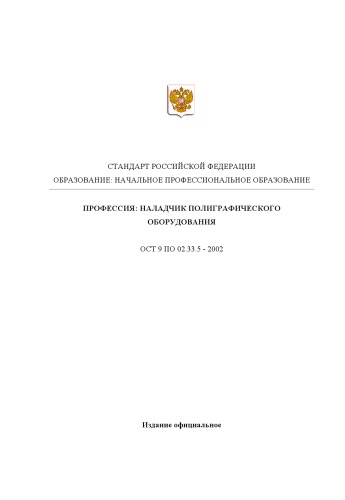 СТАНДАРТ РОССИЙСКОЙ ФЕДЕРАЦИИ
ОБРАЗОВАНИЕ: НАЧАЛЬНОЕ ПРОФЕССИОНАЛЬНОЕ ОБРАЗОВАНИЕ
ПРОФЕССИЯ: НАЛАДЧИК ПОЛИГРАФИЧЕСКОГО
ОБОРУДОВАНИЯ
ОСТ 9 ПО 02.33.5 - 2002
Издание официальное